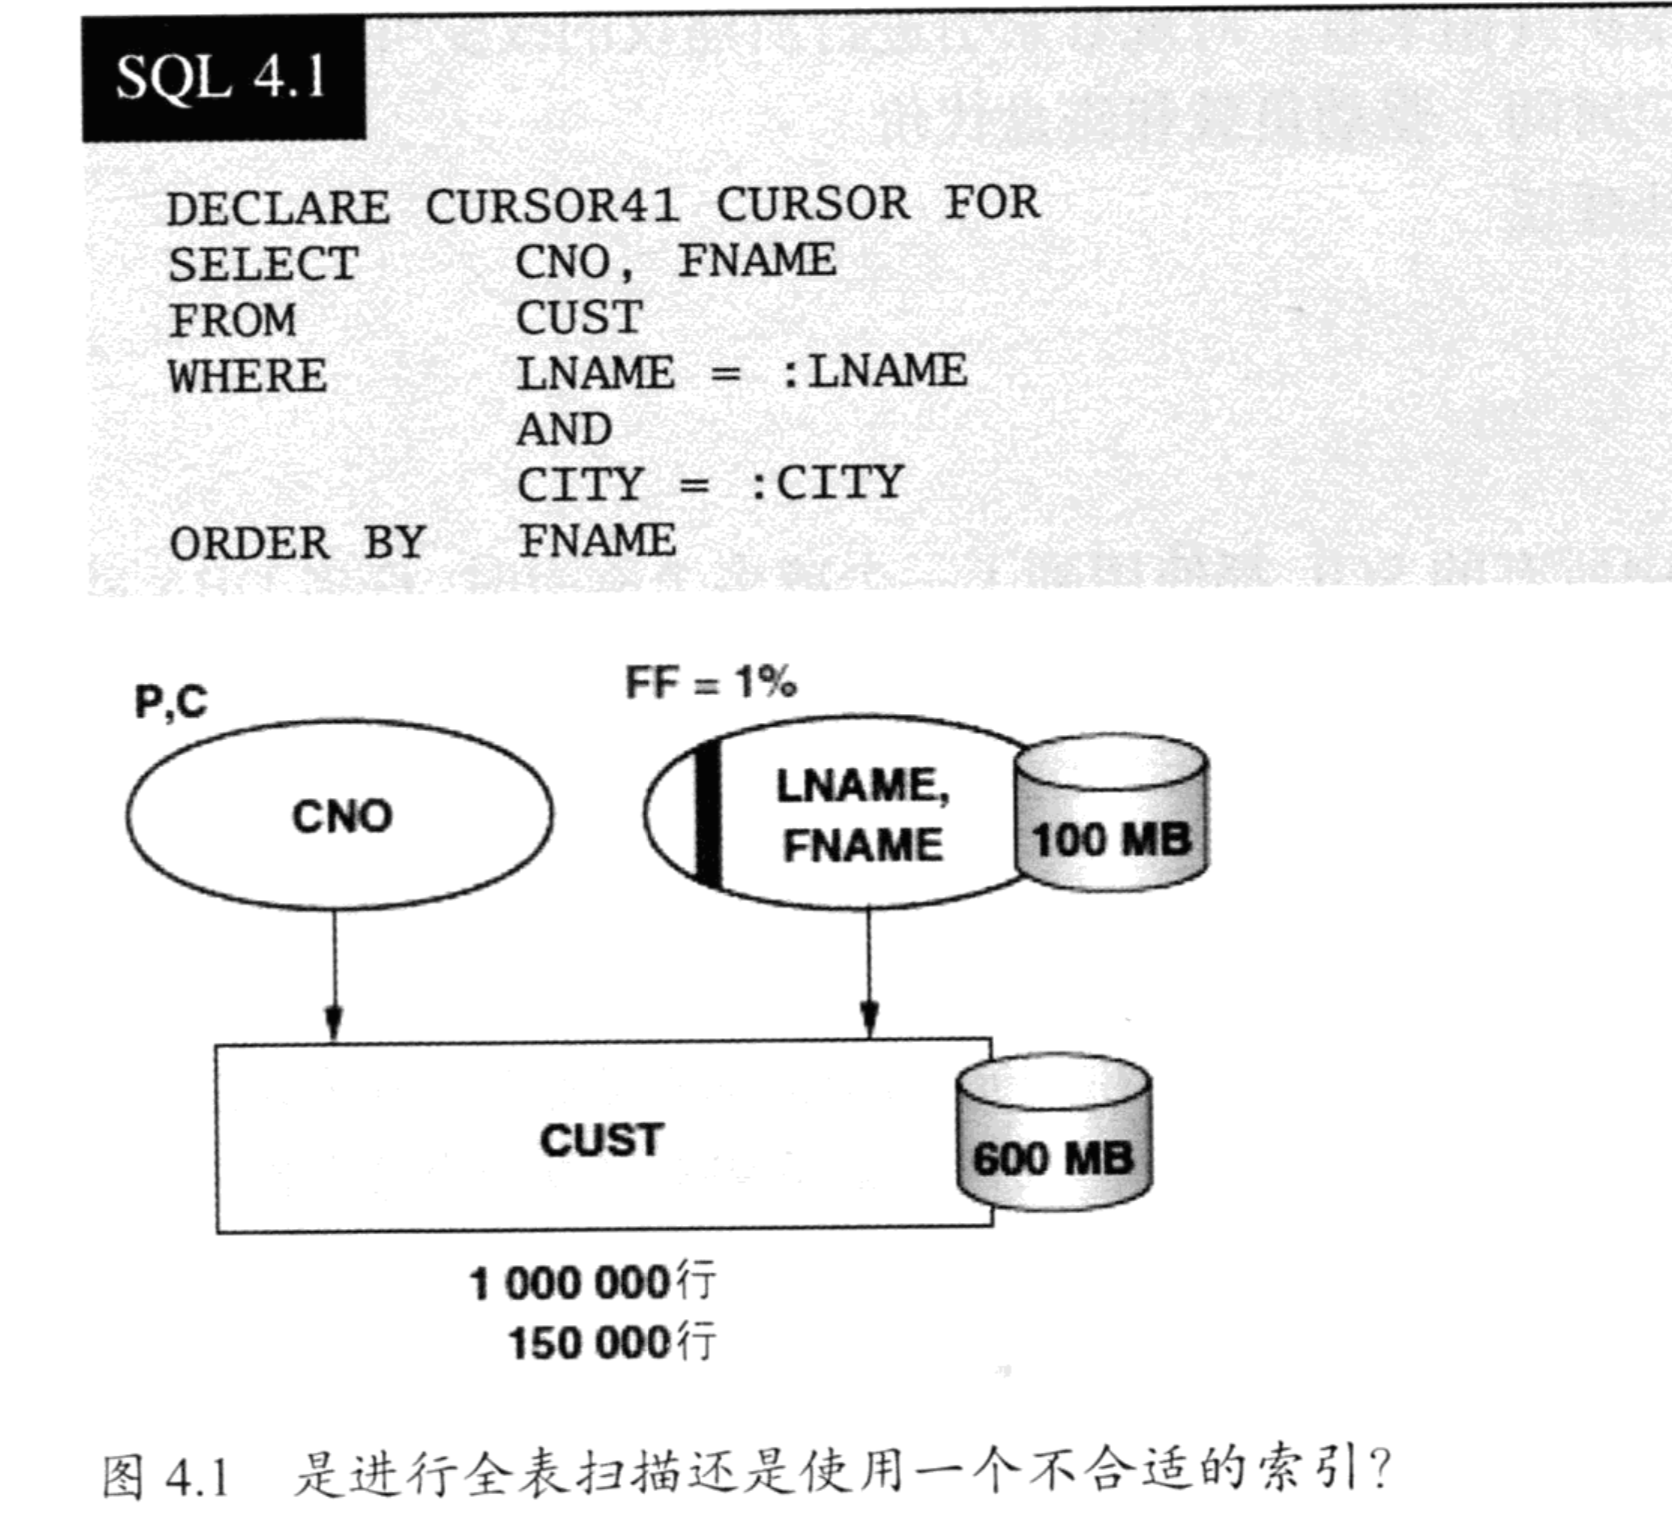 SQL 4.1
DECLARE CURSOR41 CURSOR FOR
SELECT CNO, FNAME
FROM CUST
WHERE LNAME = :LNAME
AND
CITY = :CITY
ORDER BY FNAME
P,C
FF = 1%
CNO
LNAME,
FNAME
100 MB
CUST
600 MB
1 000 000行
150 000行
图 4.1 是进行全表扫描还是使用一个不合适的索引？